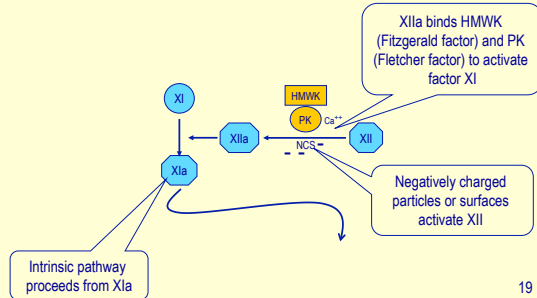 XIIa binds HMWK
(Fitzgerald factor) and PK
(Fletcher factor) to activate
factor XI
HMWK
XI
PK
Ca++
XIIa
XII
NCS
XIa
Negatively charged
particles or surfaces
activate XII
Intrinsic pathway
proceeds from XIa
19